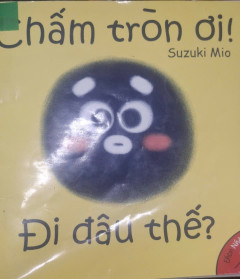 Chấm tròn ơi!
Suzuki Mio
Đi đâu thế?